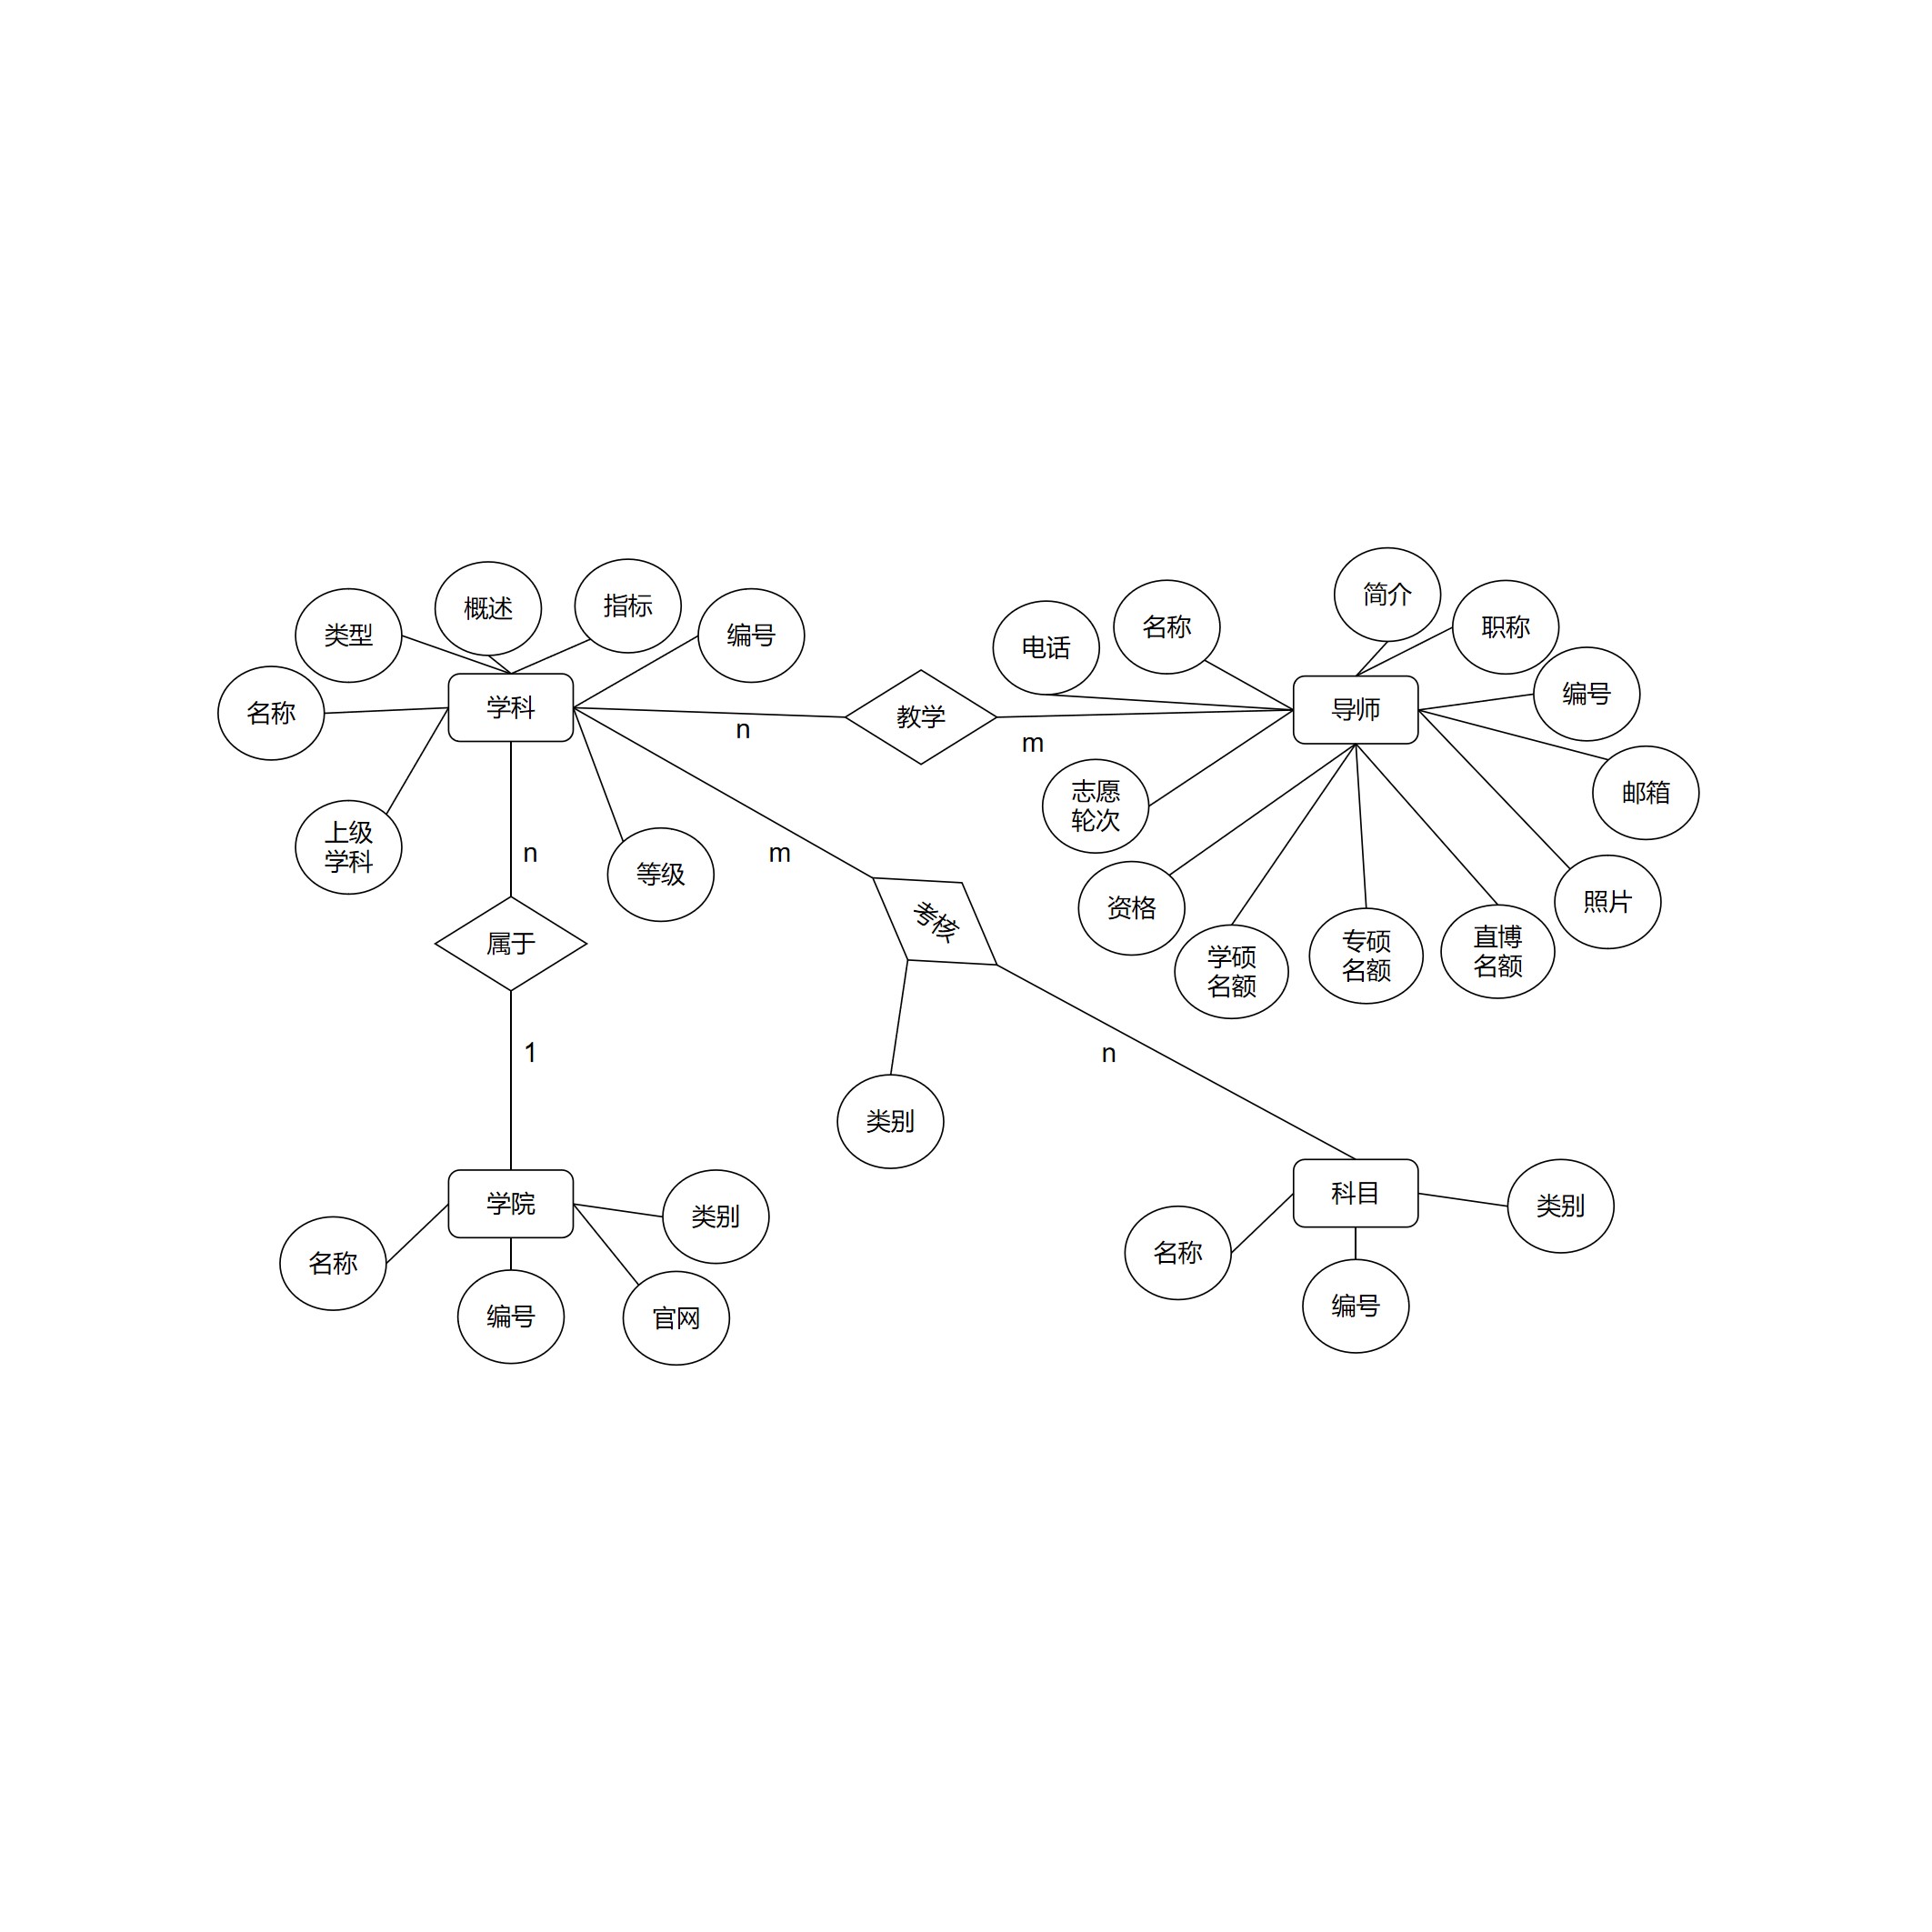 类型
概述
指标
编号
名称
学科
上级
学科
等级
n
教学
m
电话
名称
简介
职称
导师
编号
邮箱
照片
志愿
轮次
资格
学硕
名额
专硕
名额
直博
名额
n
属于
1
m
考核
n
类别
学院
名称
编号
官网
类别
科目
名称
编号
类别